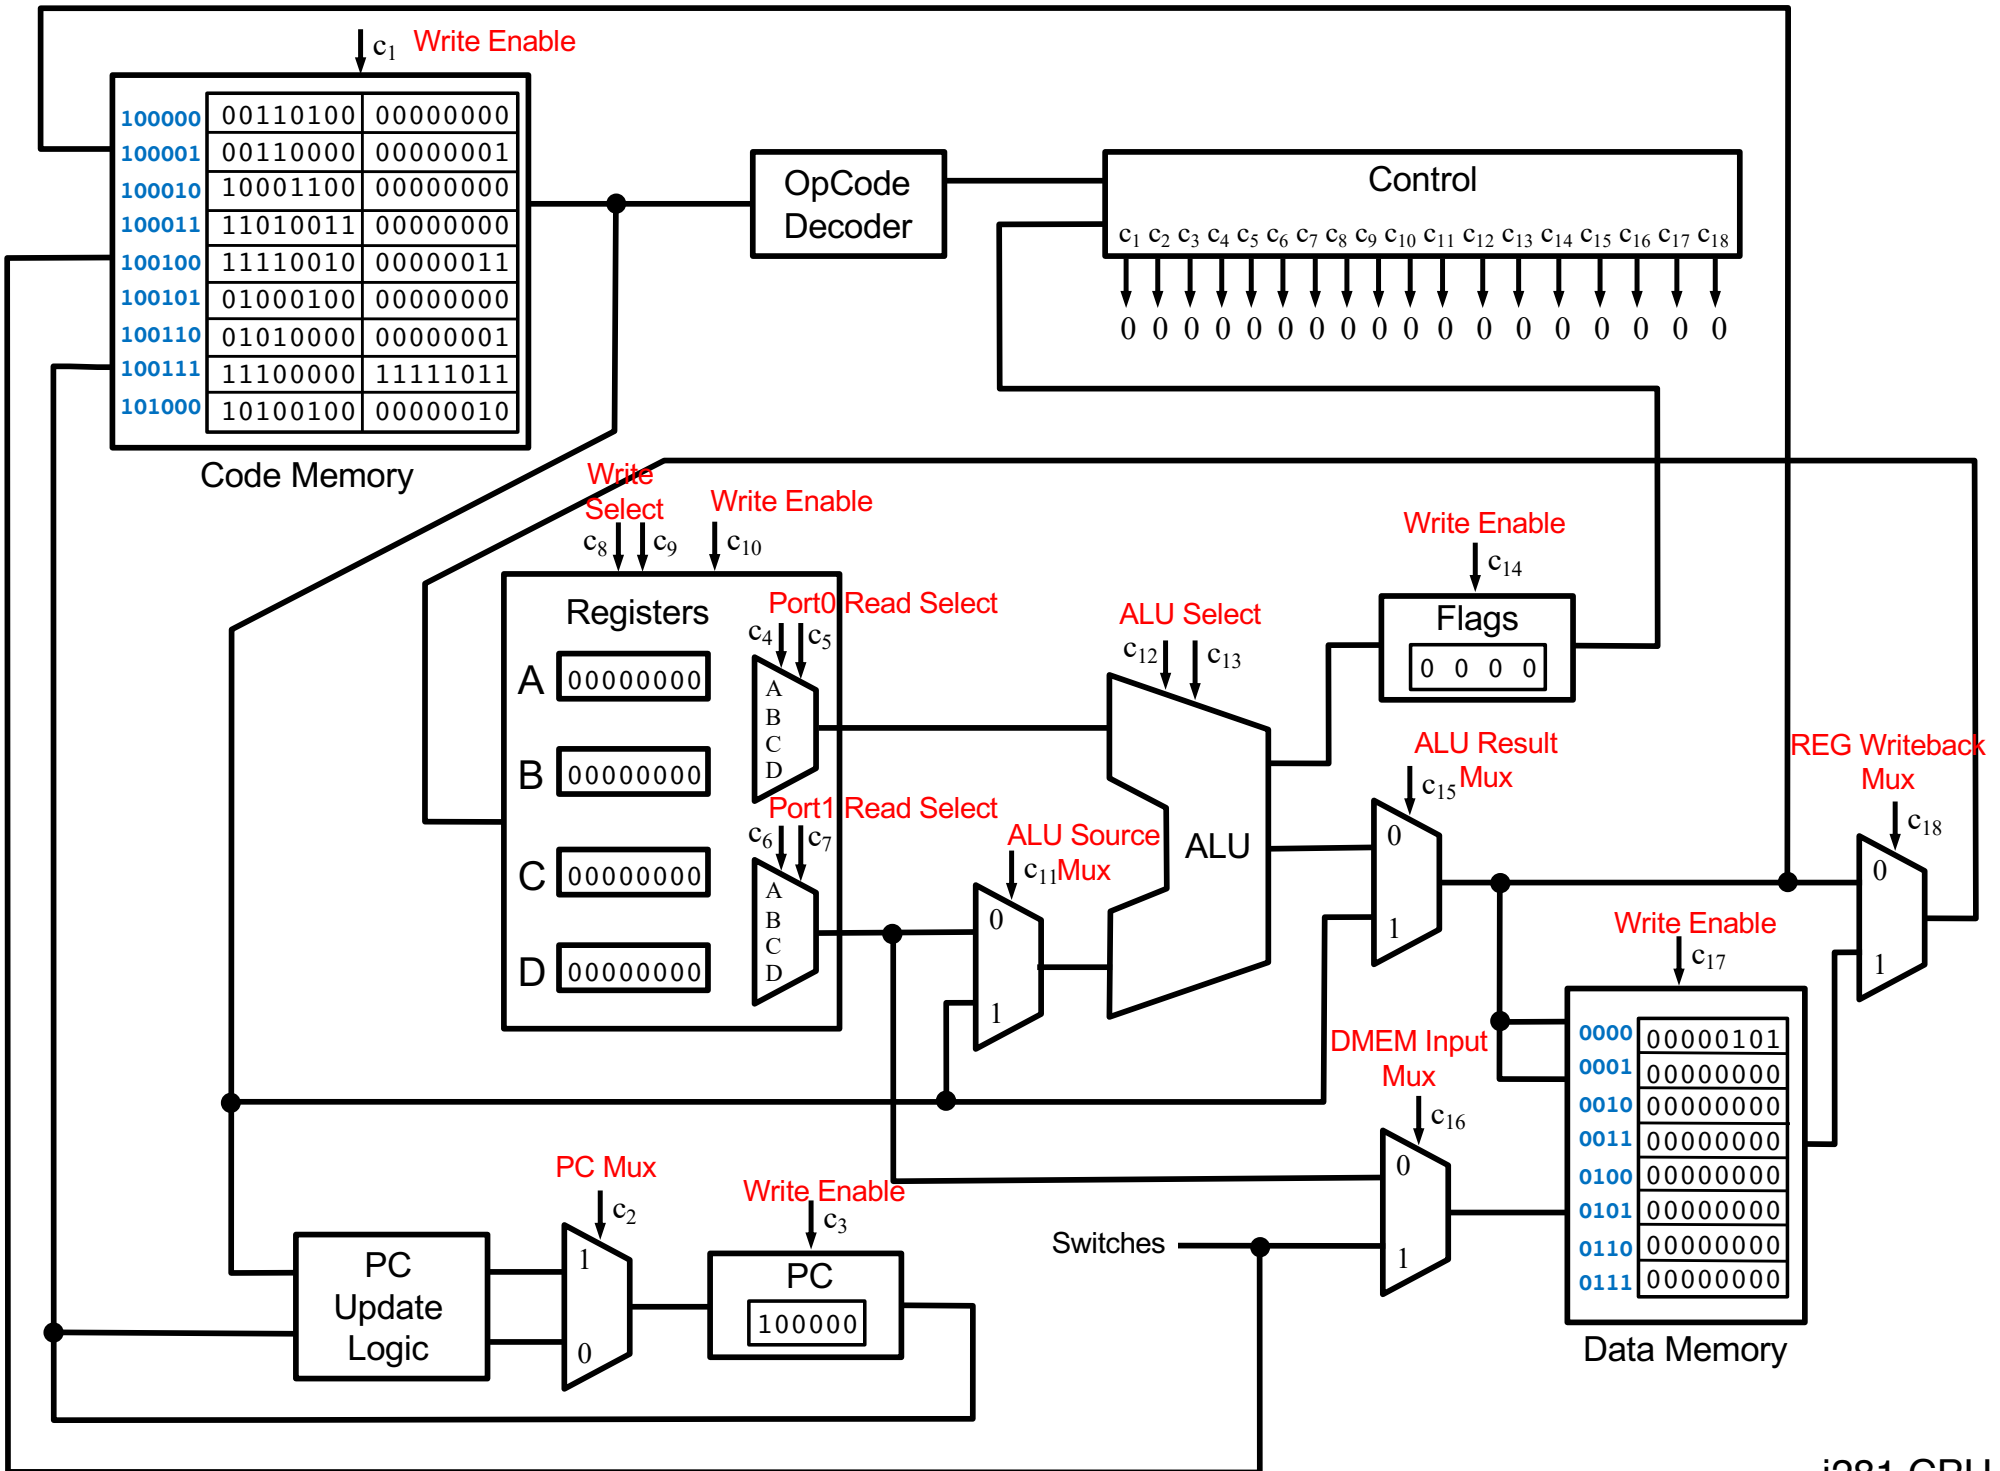 c1 Write Enable
100000 00110100 00000000
100001 00110000 00000001
100010 10001100 00000000
100011 11010011 00000000
100100 11110010 00000011
100101 01000100 00000000
100110 01010000 00000001
100111 11100000 11111011
101000 10100100 00000010
Code Memory
OpCode
Decoder
Control
c1 c2 c3 c4 c5 c6 c7 c8 c9 c10 c11 c12 c13 c14 c15 c16 c17 c18
0 0 0 0 0 0 0 0 0 0 0 0 0 0 0 0 0 0
Write
Select
c8 c9
Write Enable
c10
Registers
A 00000000
B 00000000
C 00000000
D 00000000
Port0 Read Select
c4 c5
A
B
C
D
Port1 Read Select
c6 c7
A
B
C
D
ALU Source
c11 Mux
0
1
ALU Select
c12 c13
ALU
Write Enable
c14
Flags
0 0 0 0
ALU Result
Mux
c15
0
1
REG Writeback
Mux
c18
0
1
Write Enable
c17
0000 00000101
0001 00000000
0010 00000000
0011 00000000
0100 00000000
0101 00000000
0110 00000000
0111 00000000
Data Memory
DMEM Input
Mux
c16
0
1
Switches
PC
Update
Logic
PC Mux
c2
1
0
Write Enable
c3
PC
100000
i281 CPU